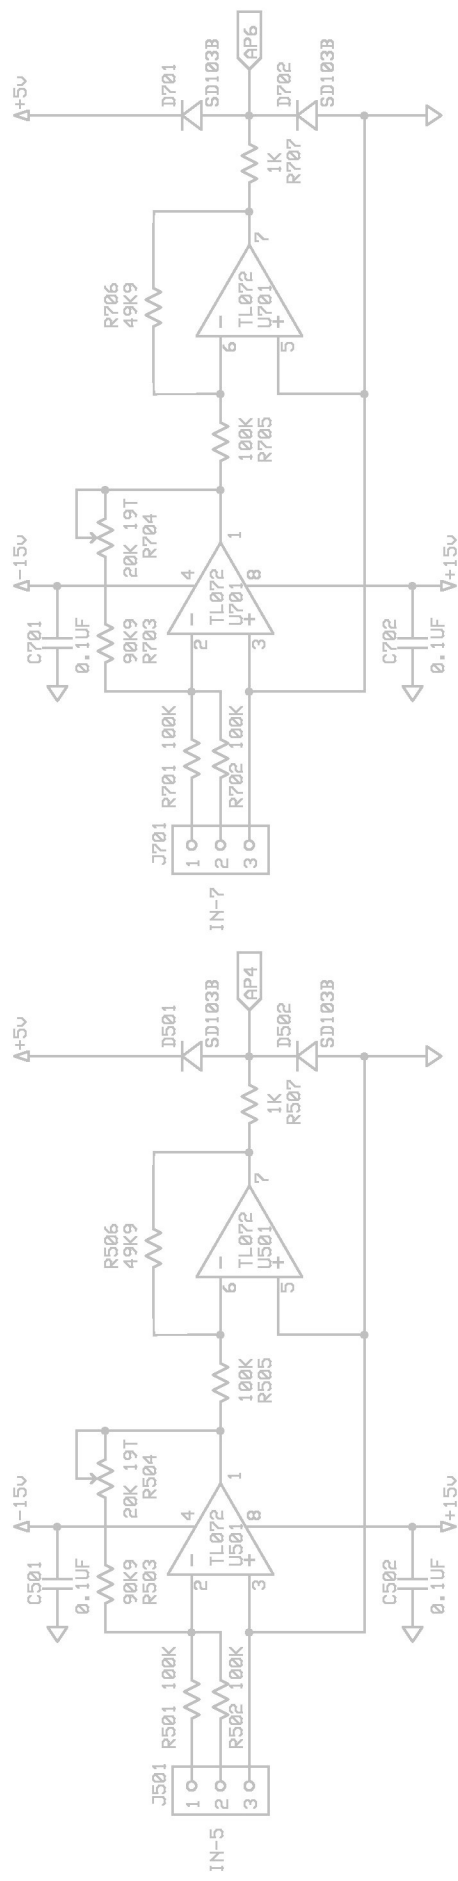 IN-5
J501
1
2
3
R501 100K
R502 100K
C501
0.1UF
-15v
90K9
R503
20K 19T
R504
2
3
4
8
TL072
U501
1
C502
0.1UF
+15v
100K
R505
R506
49K9
6
5
TL072
U501
7
1K
R507
+5v
D501
SD103B
AP4
D502
SD103B
IN-7
J701
1
2
3
R701 100K
R702 100K
C701
0.1UF
-15v
90K9
R703
20K 19T
R704
2
3
4
8
TL072
U701
1
C702
0.1UF
+15v
100K
R705
R706
49K9
6
5
TL072
U701
7
1K
R707
+5v
D701
SD103B
AP6
D702
SD103B